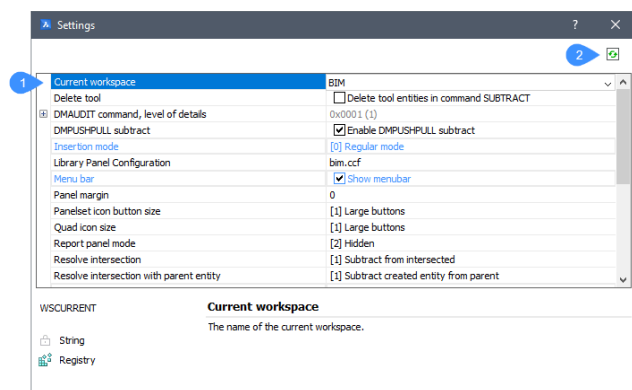 Settings
?
2
1
Current workspace BIM
Delete tool Delete tool entities in command SUBTRACT
DMAUDIT command, level of details 0x0001 (1)
DMPUSHPULL subtract Enable DMPUSHPULL subtract
Insertion mode [0] Regular mode
Library Panel Configuration bim.ccf
Menu bar Show menubar
Panel margin 0
Panelset icon button size [1] Large buttons
Quad icon size [1] Large buttons
Report panel mode [2] Hidden
Resolve intersection [1] Subtract from intersected
Resolve intersection with parent entity [1] Subtract created entity from parent
WSCURRENT Current workspace
The name of the current workspace.
String
Registry